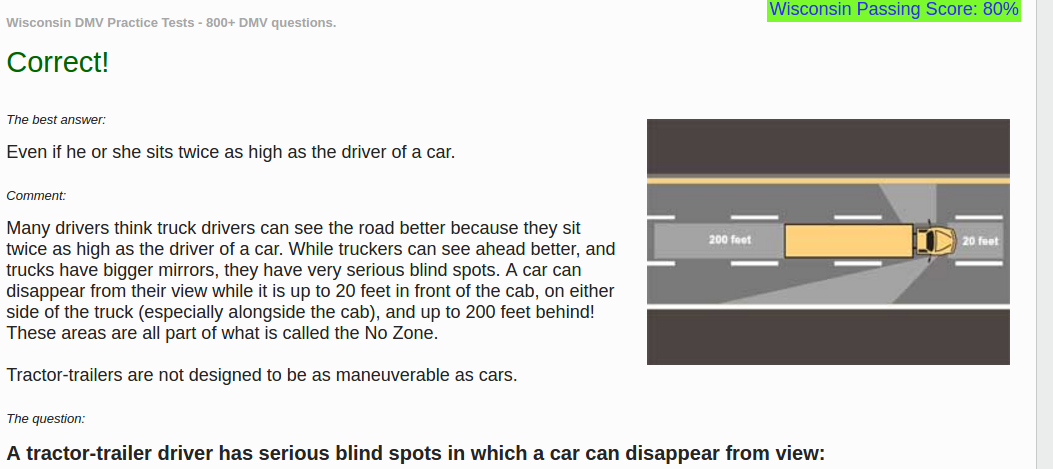 Wisconsin Passing Score: 80%
Wisconsin DMV Practice Tests - 800+ DMV questions.
Correct!
The best answer:
Even if he or she sits twice as high as the driver of a car.
Comment:
Many drivers think truck drivers can see the road better because they sit
twice as high as the driver of a car. While truckers can see ahead better, and
trucks have bigger mirrors, they have very serious blind spots. A car can
disappear from their view while it is up to 20 feet in front of the cab, on either
side of the truck (especially alongside the cab), and up to 200 feet behind!
These areas are all part of what is called the No Zone.
Tractor-trailers are not designed to be as maneuverable as cars.
200 feet
20 feet
The question:
A tractor-trailer driver has serious blind spots in which a car can disappear from view: